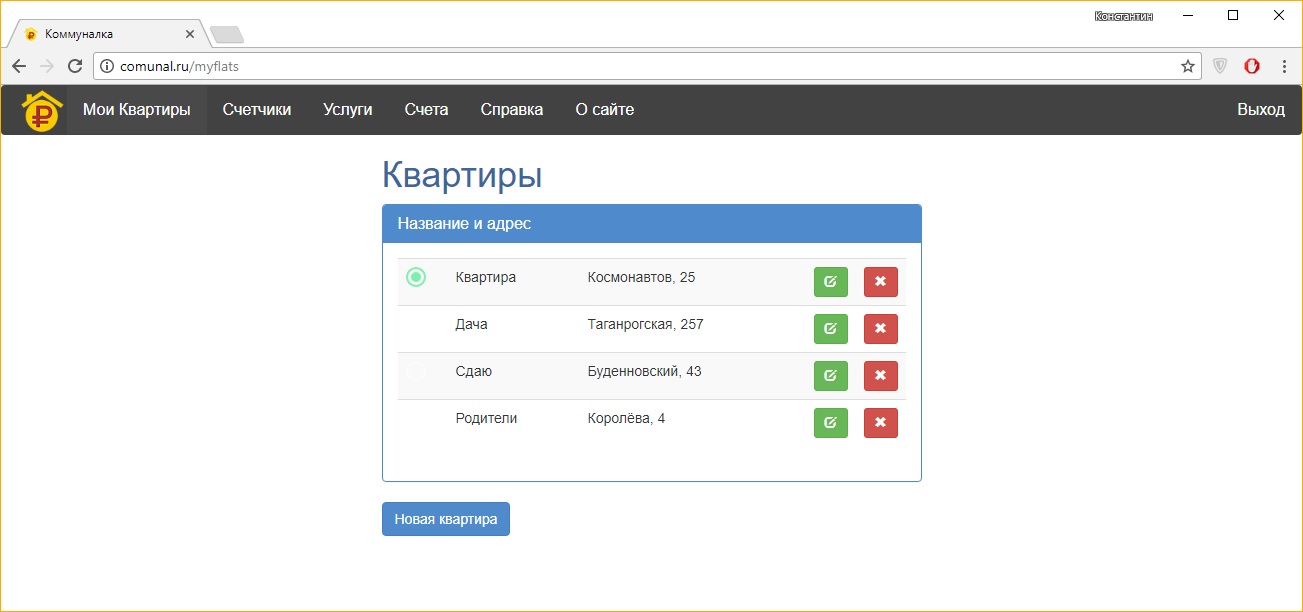 Константин
Коммуналка
comunal.ru/myflats
Мои Квартиры Счетчики Услуги Счета Справка О сайте Выход
Квартиры
Название и адрес
Квартира Космонавтов, 25
Дача Таганрогская, 257
Сдаю Буденновский, 43
Родители Королёва, 4
Новая квартира